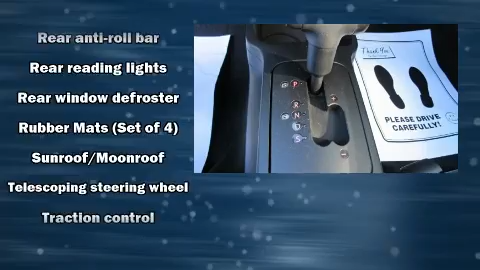 Rear anti-roll bar
Rear reading lights
Rear window defroster
Rubber Mats (Set of 4)
Sunroof/Moonroof
Telescoping steering wheel
Traction control
Thank You
PLEASE DRIVE
CAREFULLY!
P
R
N
D
S